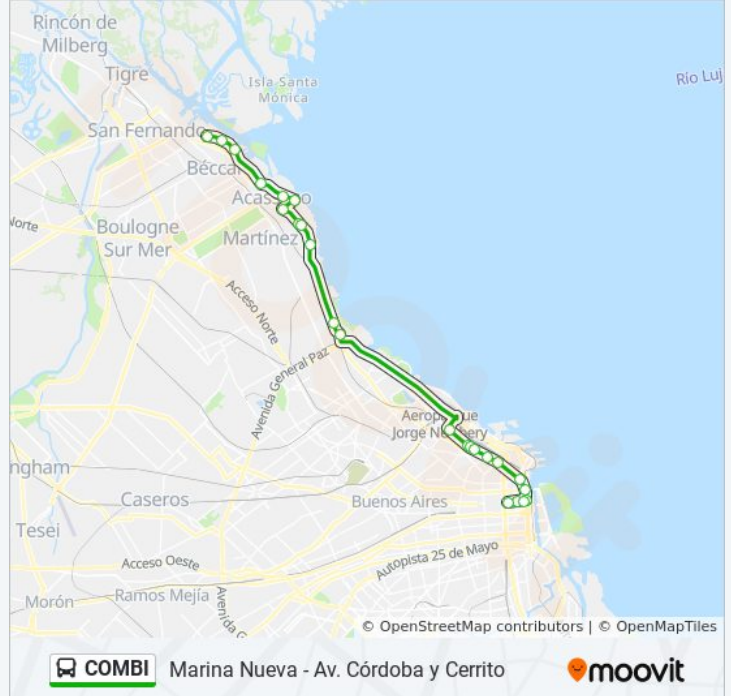 Rincón de
Milberg
Tigre
Isla Santa
Mónica
Río Luj
San Fernando
Béccar
Acassuso
lorte
Boulogne
Sur Mer
Martínez
Acceso Norte
Avenida General Paz
Aeroparque
Jorge Newbery
ngham
Caseros
Buenos Aires
Tesei
Acceso Oeste
Autopista 25 de Mayo
Morón
Ramos Mejía
Avenida G
© OpenStreetMap contributors | © OpenMapTiles
COMBI Marina Nueva - Av. Córdoba y Cerrito
moovit